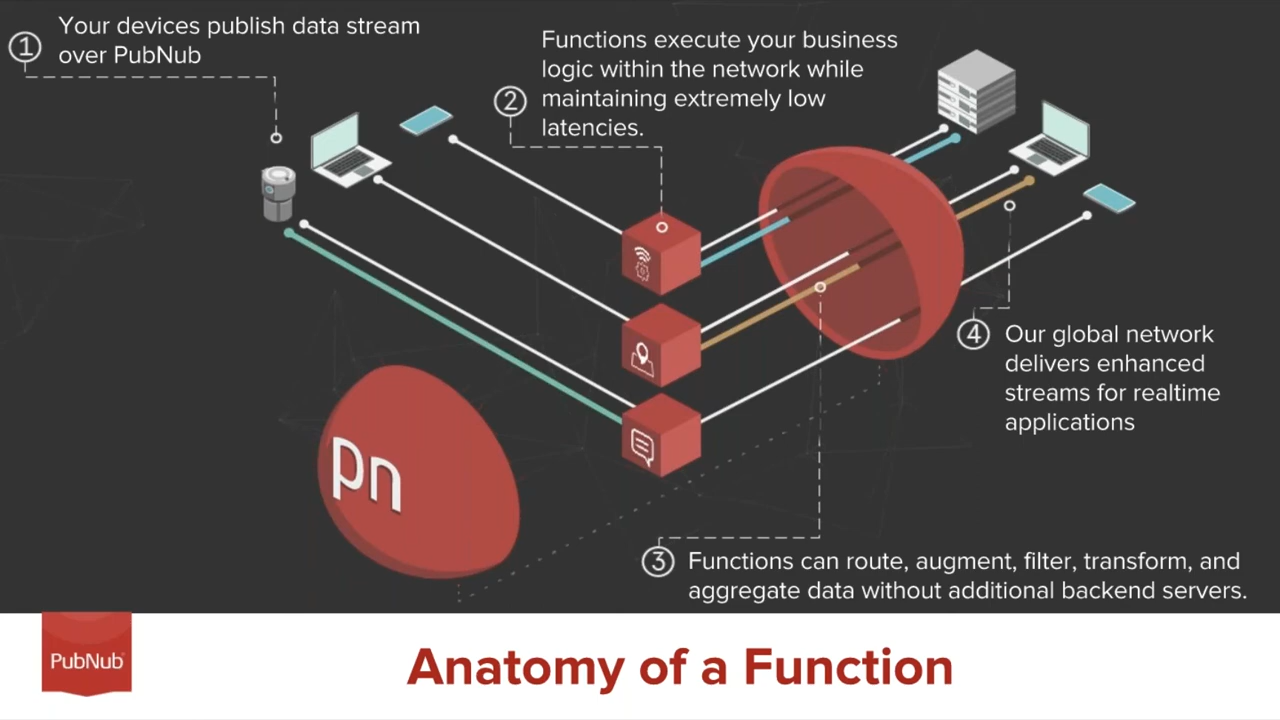 1
Your devices publish data stream
over PubNub
2
Functions execute your business
logic within the network while
maintaining extremely low
latencies.
4
Our global network
delivers enhanced
streams for realtime
applications
pn
3
Functions can route, augment, filter, transform, and
aggregate data without additional backend servers.
PubNub
Anatomy of a Function